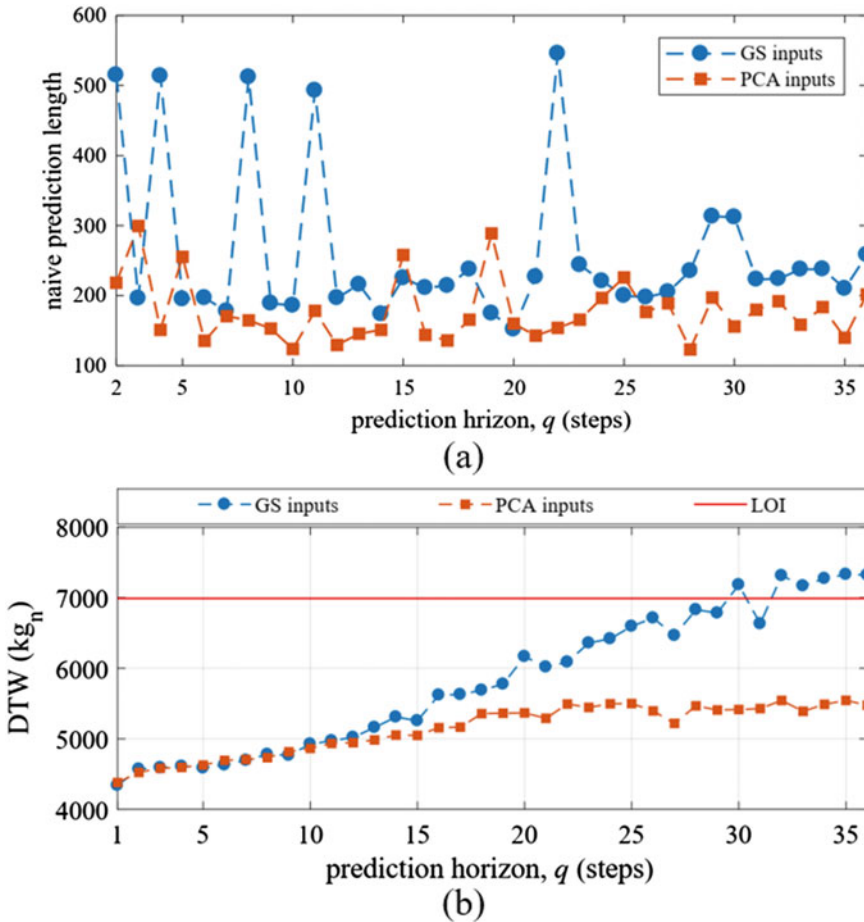 600
500
400
300
200
100
naive prediction length
GS inputs
PCA inputs
2 5 10 15 20 25 30 35
prediction hrizon, q (steps)
(a)
GS inputs PCA inputs LOI
8000
7000
6000
5000
4000
DTW (kgn)
1 5 10 15 20 25 30 35
prediction horizon, q (steps)
(b)